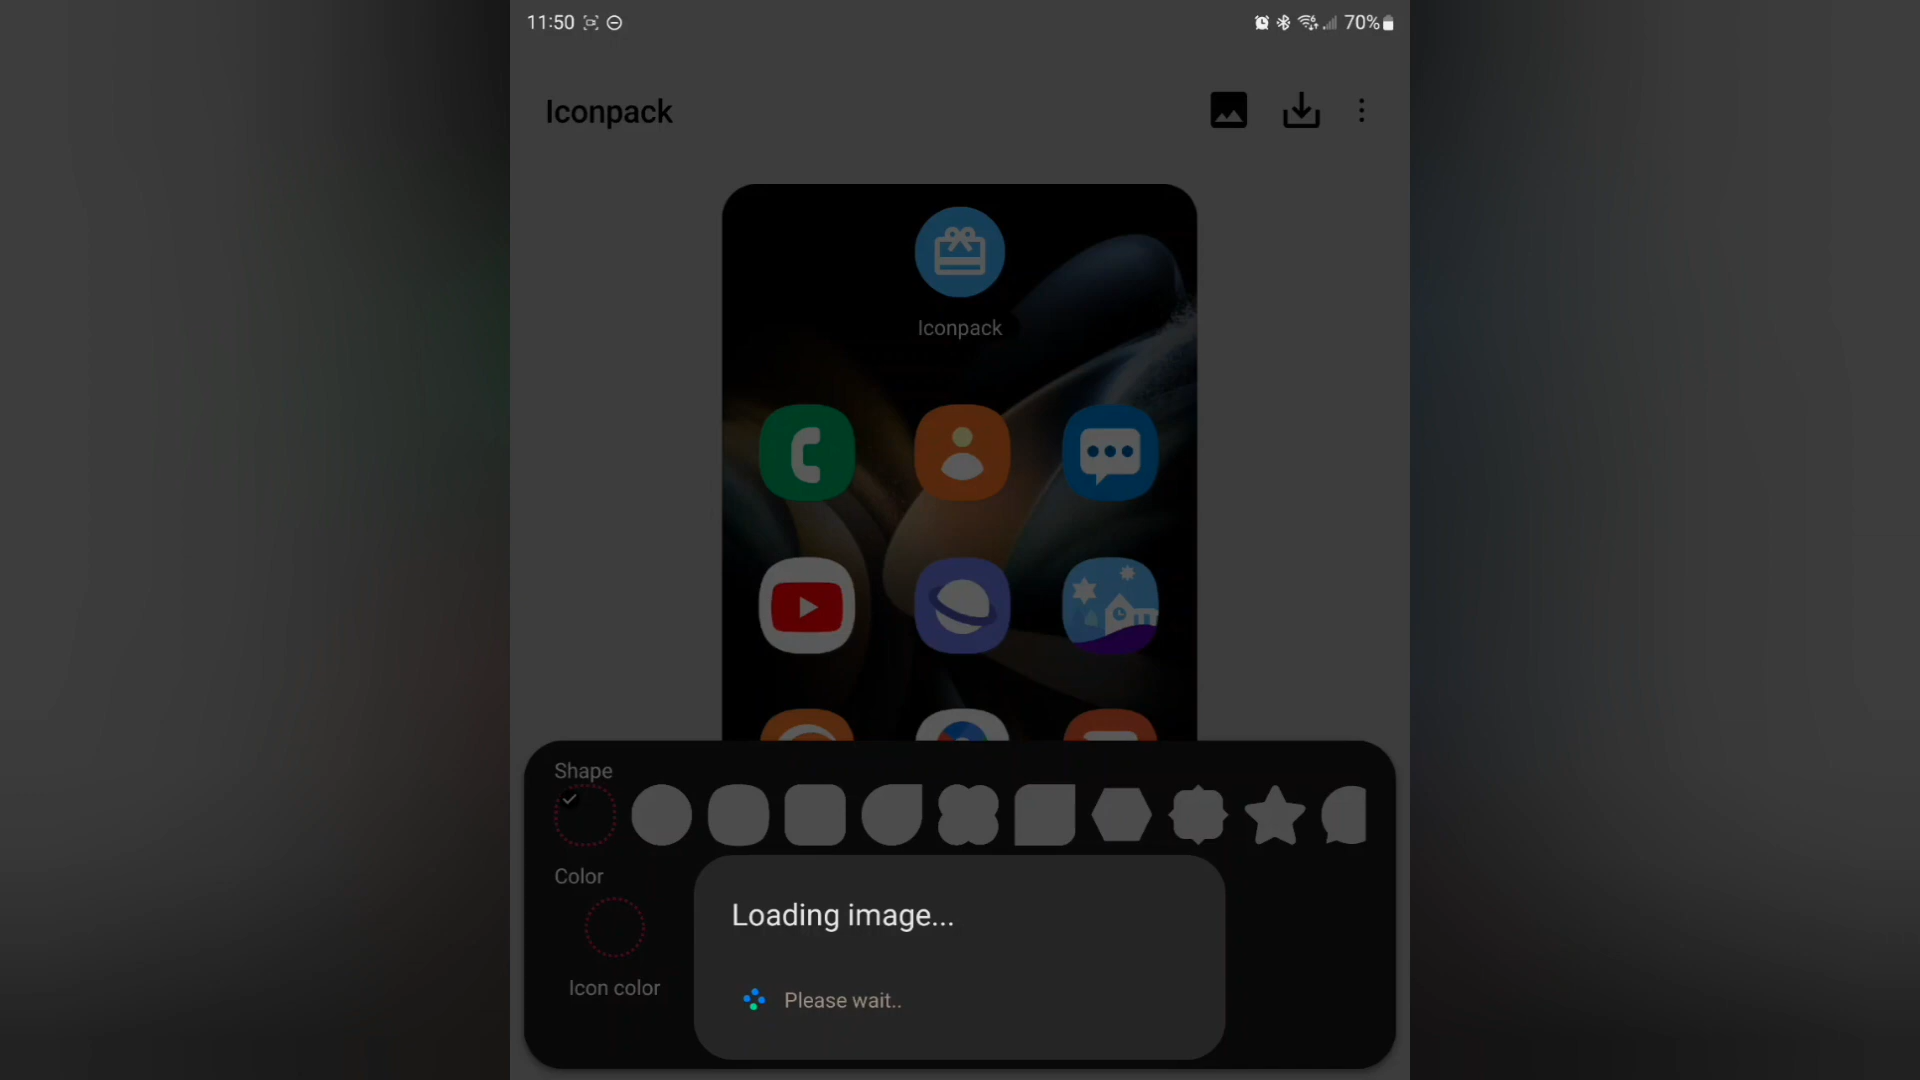 11:50
70%
Iconpack
Iconpack
Shape
Color
Loading image...
Icon color
Please wait..